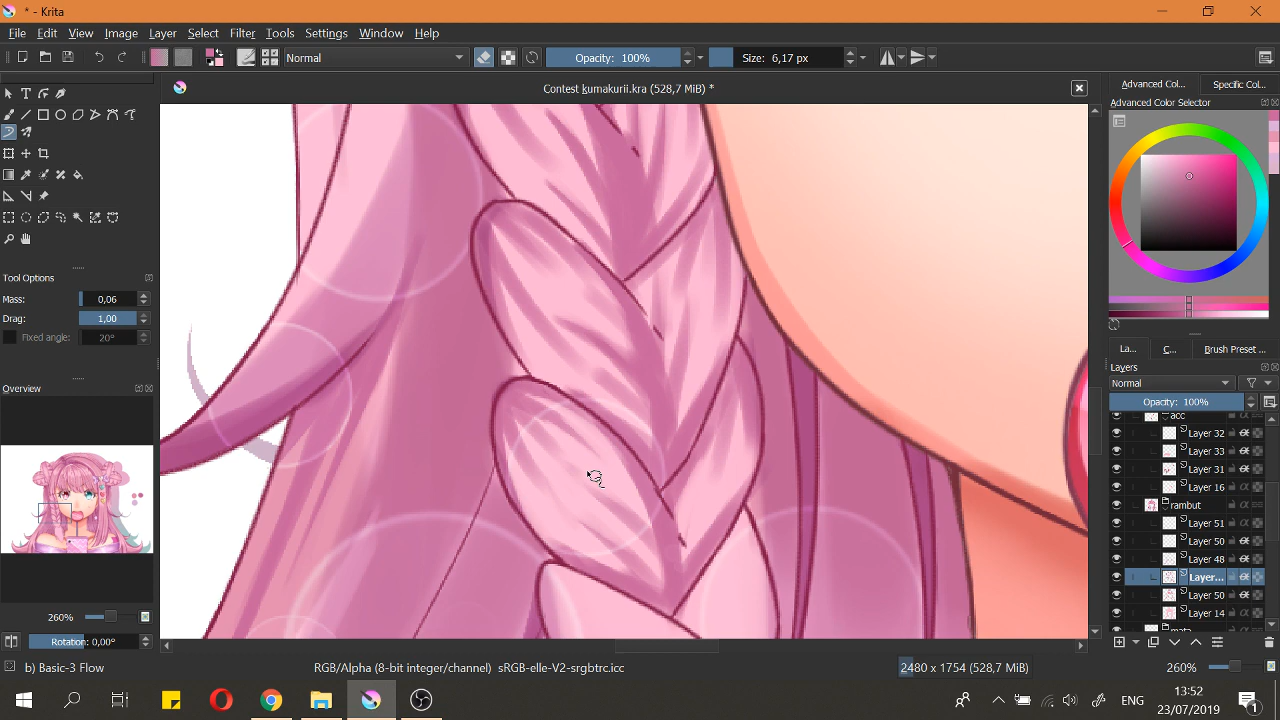 * - Krita
File Edit View Image Layer Select Filter Tools Settings Window Help
Normal Opacity: 100% Size: 6,17 px
Contest kumakurii.kra (528,7 MiB) *
Advanced Col... Specific Col...
Advanced Color Selector
Tool Options
Mass: 0,06
Drag: 1,00
Fixed angle: 20°
Overview
260%
Rotation: 0,00°
La... C... Brush Preset ...
Layers
Normal
Opacity: 100%
acc
Layer 32
Layer 33
Layer 31
Layer 16
rambut
Layer 51
Layer 50
Layer 48
Layer...
Layer 50
Layer 14
b) Basic-3 Flow RGB/Alpha (8-bit integer/channel) sRGB-elle-V2-srgbtrc.icc 2480 x 1754 (528,7 MiB) 260%
ENG 13:52
23/07/2019
1